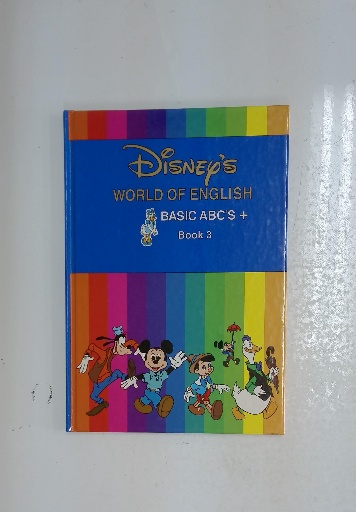 Disney's
WORLD OF ENGLISH
BASIC ABC'S +
Book 3